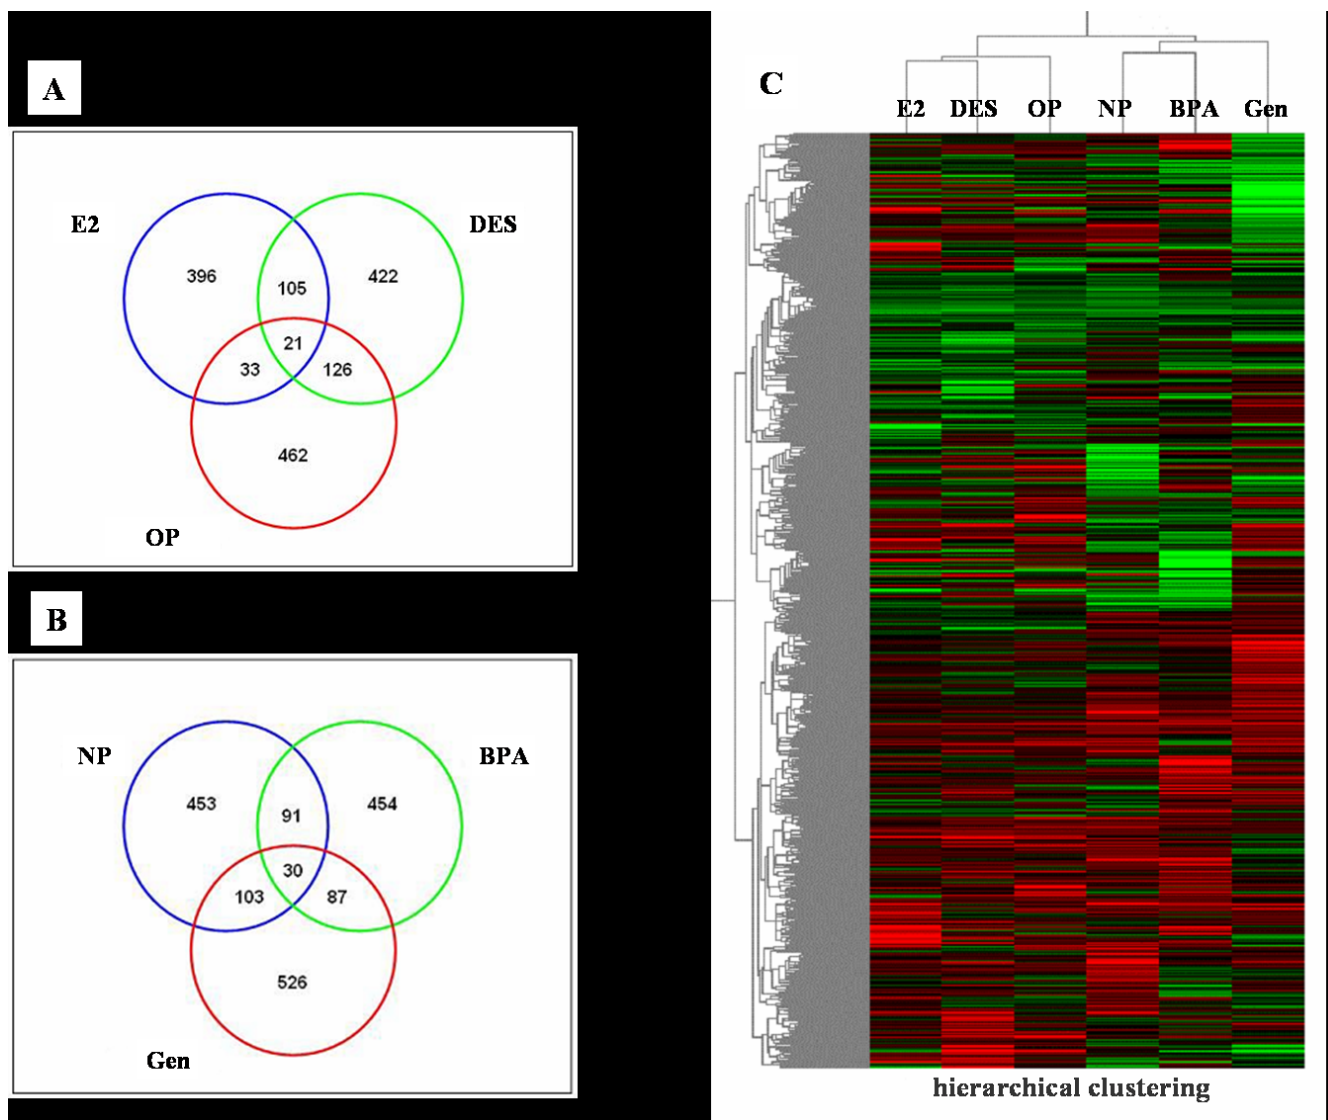 A
E2
DES
396
105
422
21
33
126
462
OP
B
NP
BPA
453
91
454
30
103
87
526
Gen
C
E2 DES OP NP BPA Gen
hierarchical clustering